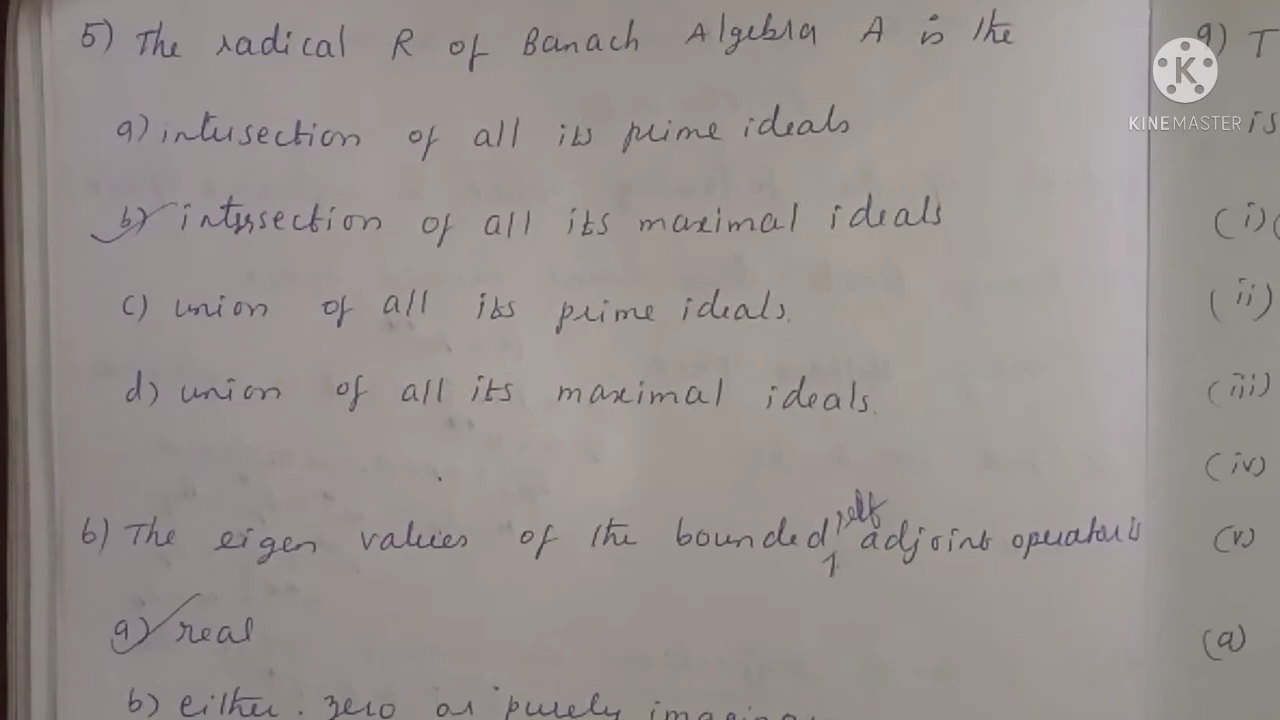 5) The radical R of Banach Algebra A is the
a) intersection of all its prime ideals
b) intersection of all its maximal ideals
c) union of all its prime ideals.
d) union of all its maximal ideals.
6) The eigen values of the bounded self adjoint operator is
a) real
b) either zero or purely
9) T
is
(i) (
(ii)
(iii)
(iv)
(v)
(a)
K
KINEMASTER